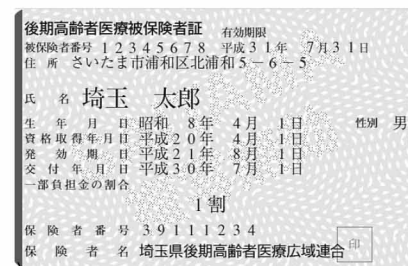 後期高齢者医療被保険者証 有効期限
被保険者番号 12345678 平成31年 7月31日
住所 さいたま市浦和区北浦和5－6－5
氏名 埼玉 太郎
生年月日 昭和 8年 4月 1日 性別 男
資格取得年月日 平成20年 4月 1日
発効期日 平成21年 8月 1日
交付年月日 平成30年 7月 1日
一部負担金の割合
1割
保険者番号 39111234
保険者名 埼玉県後期高齢者医療広域連合 印